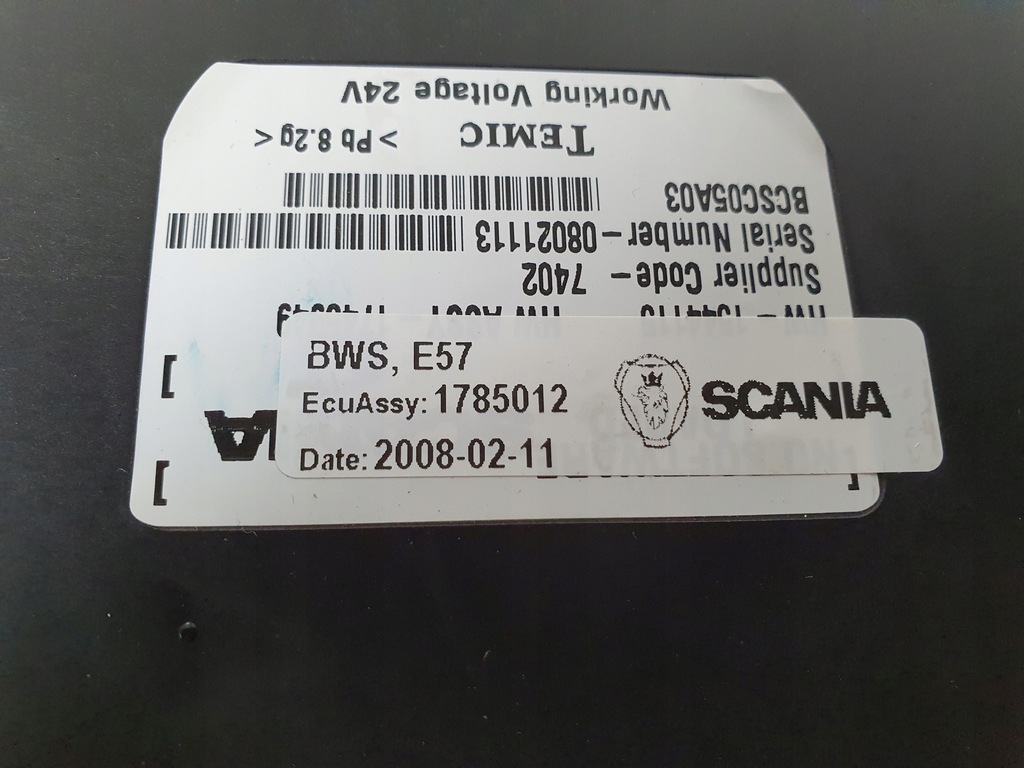 Working Voltage 24V
TEMIC >Pb 8.2g<
BCSC05A03
Serial Number – 08021113
Supplier Code – 7402
BWS, E57
EcuAssy: 1785012
Date: 2008-02-11
SCANIA